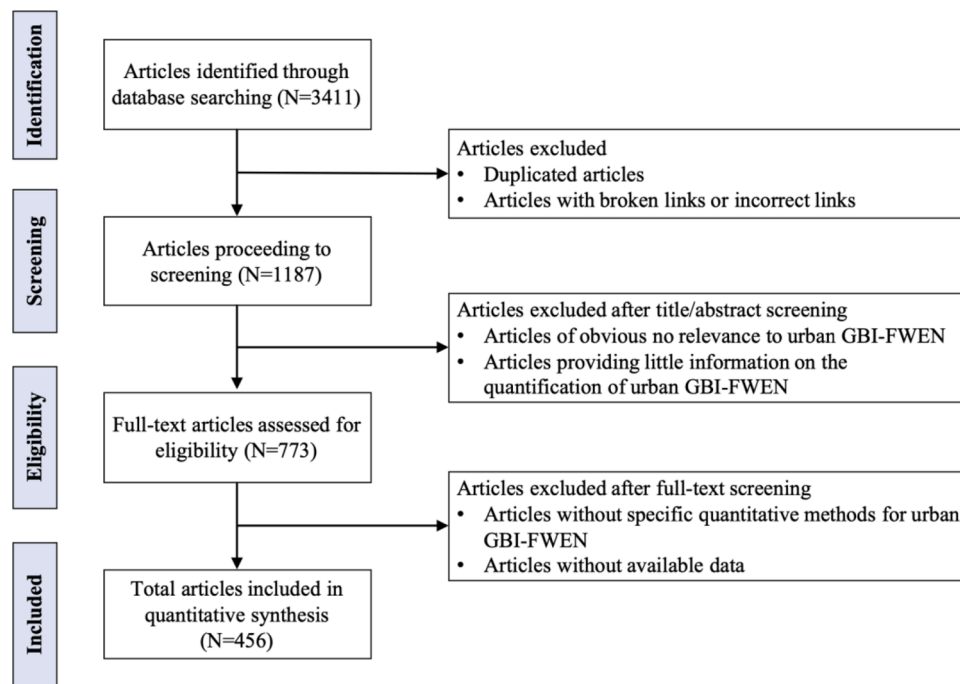 Identification
Articles identified through
database searching (N=3411)
Articles excluded
• Duplicated articles
• Articles with broken links or incorrect links
Screening
Articles proceeding to
screening (N=1187)
Articles excluded after title/abstract screening
• Articles of obvious no relevance to urban GBI-FWEN
• Articles providing little information on the
quantification of urban GBI-FWEN
Eligibility
Full-text articles assessed for
eligibility (N=773)
Articles excluded after full-text screening
• Articles without specific quantitative methods for urban
GBI-FWEN
• Articles without available data
Included
Total articles included in
quantitative synthesis
(N=456)